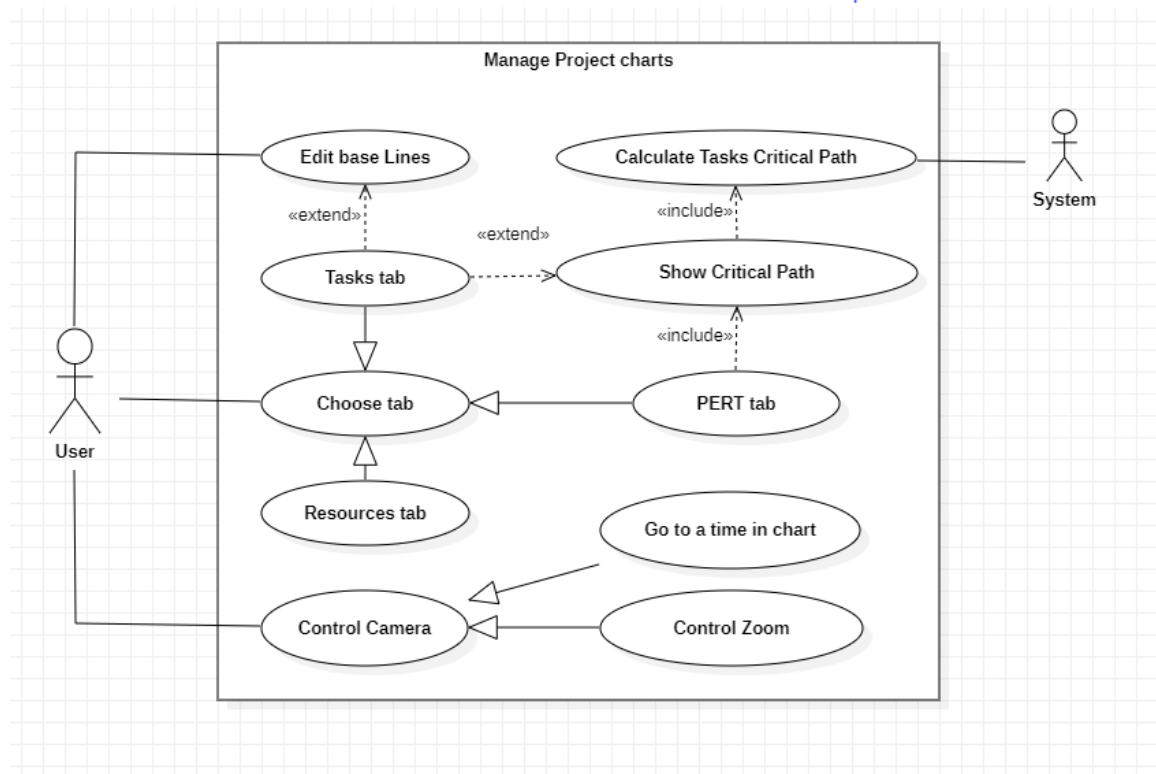 Manage Project charts
Edit base Lines
Calculate Tasks Critical Path
System
«extend»
«include»
«extend»
Tasks tab
Show Critical Path
«include»
User
Choose tab
PERT tab
Resources tab
Go to a time in chart
Control Camera
Control Zoom